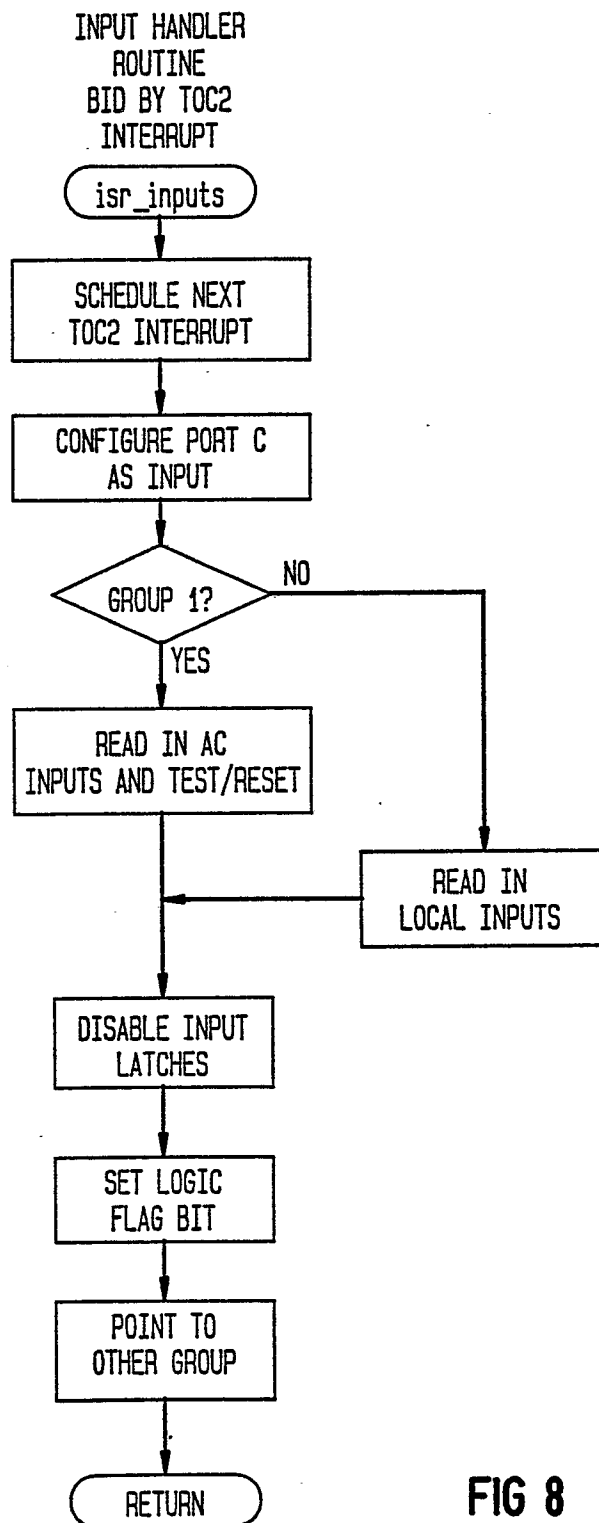 INPUT HANDLER
ROUTINE
BID BY TOC2
INTERRUPT
isr_inputs
SCHEDULE NEXT
TOC2 INTERRUPT
CONFIGURE PORT C
AS INPUT
GROUP 1?
NO
YES
READ IN AC
INPUTS AND TEST/RESET
READ IN
LOCAL INPUTS
DISABLE INPUT
LATCHES
SET LOGIC
FLAG BIT
POINT TO
OTHER GROUP
RETURN
FIG 8